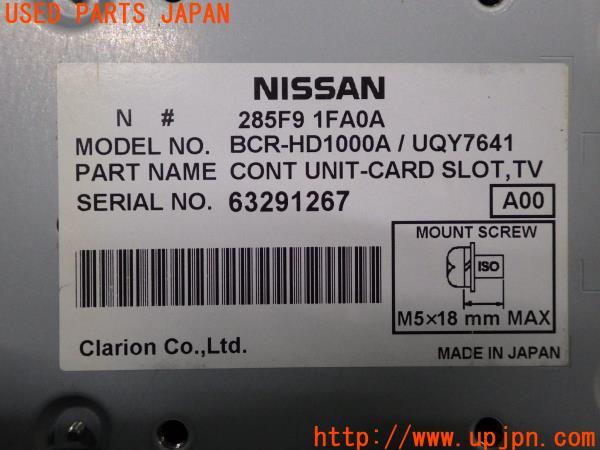 USED PARTS JAPAN
NISSAN
N # 285F9 1FA0A
MODEL NO. BCR-HD1000A / UQY7641
PART NAME CONT UNIT-CARD SLOT,TV
SERIAL NO. 63291267 A00
MOUNT SCREW
ISO
M5×18 mm MAX
Clarion Co.,Ltd.
MADE IN JAPAN
http://www.upjpn.com/